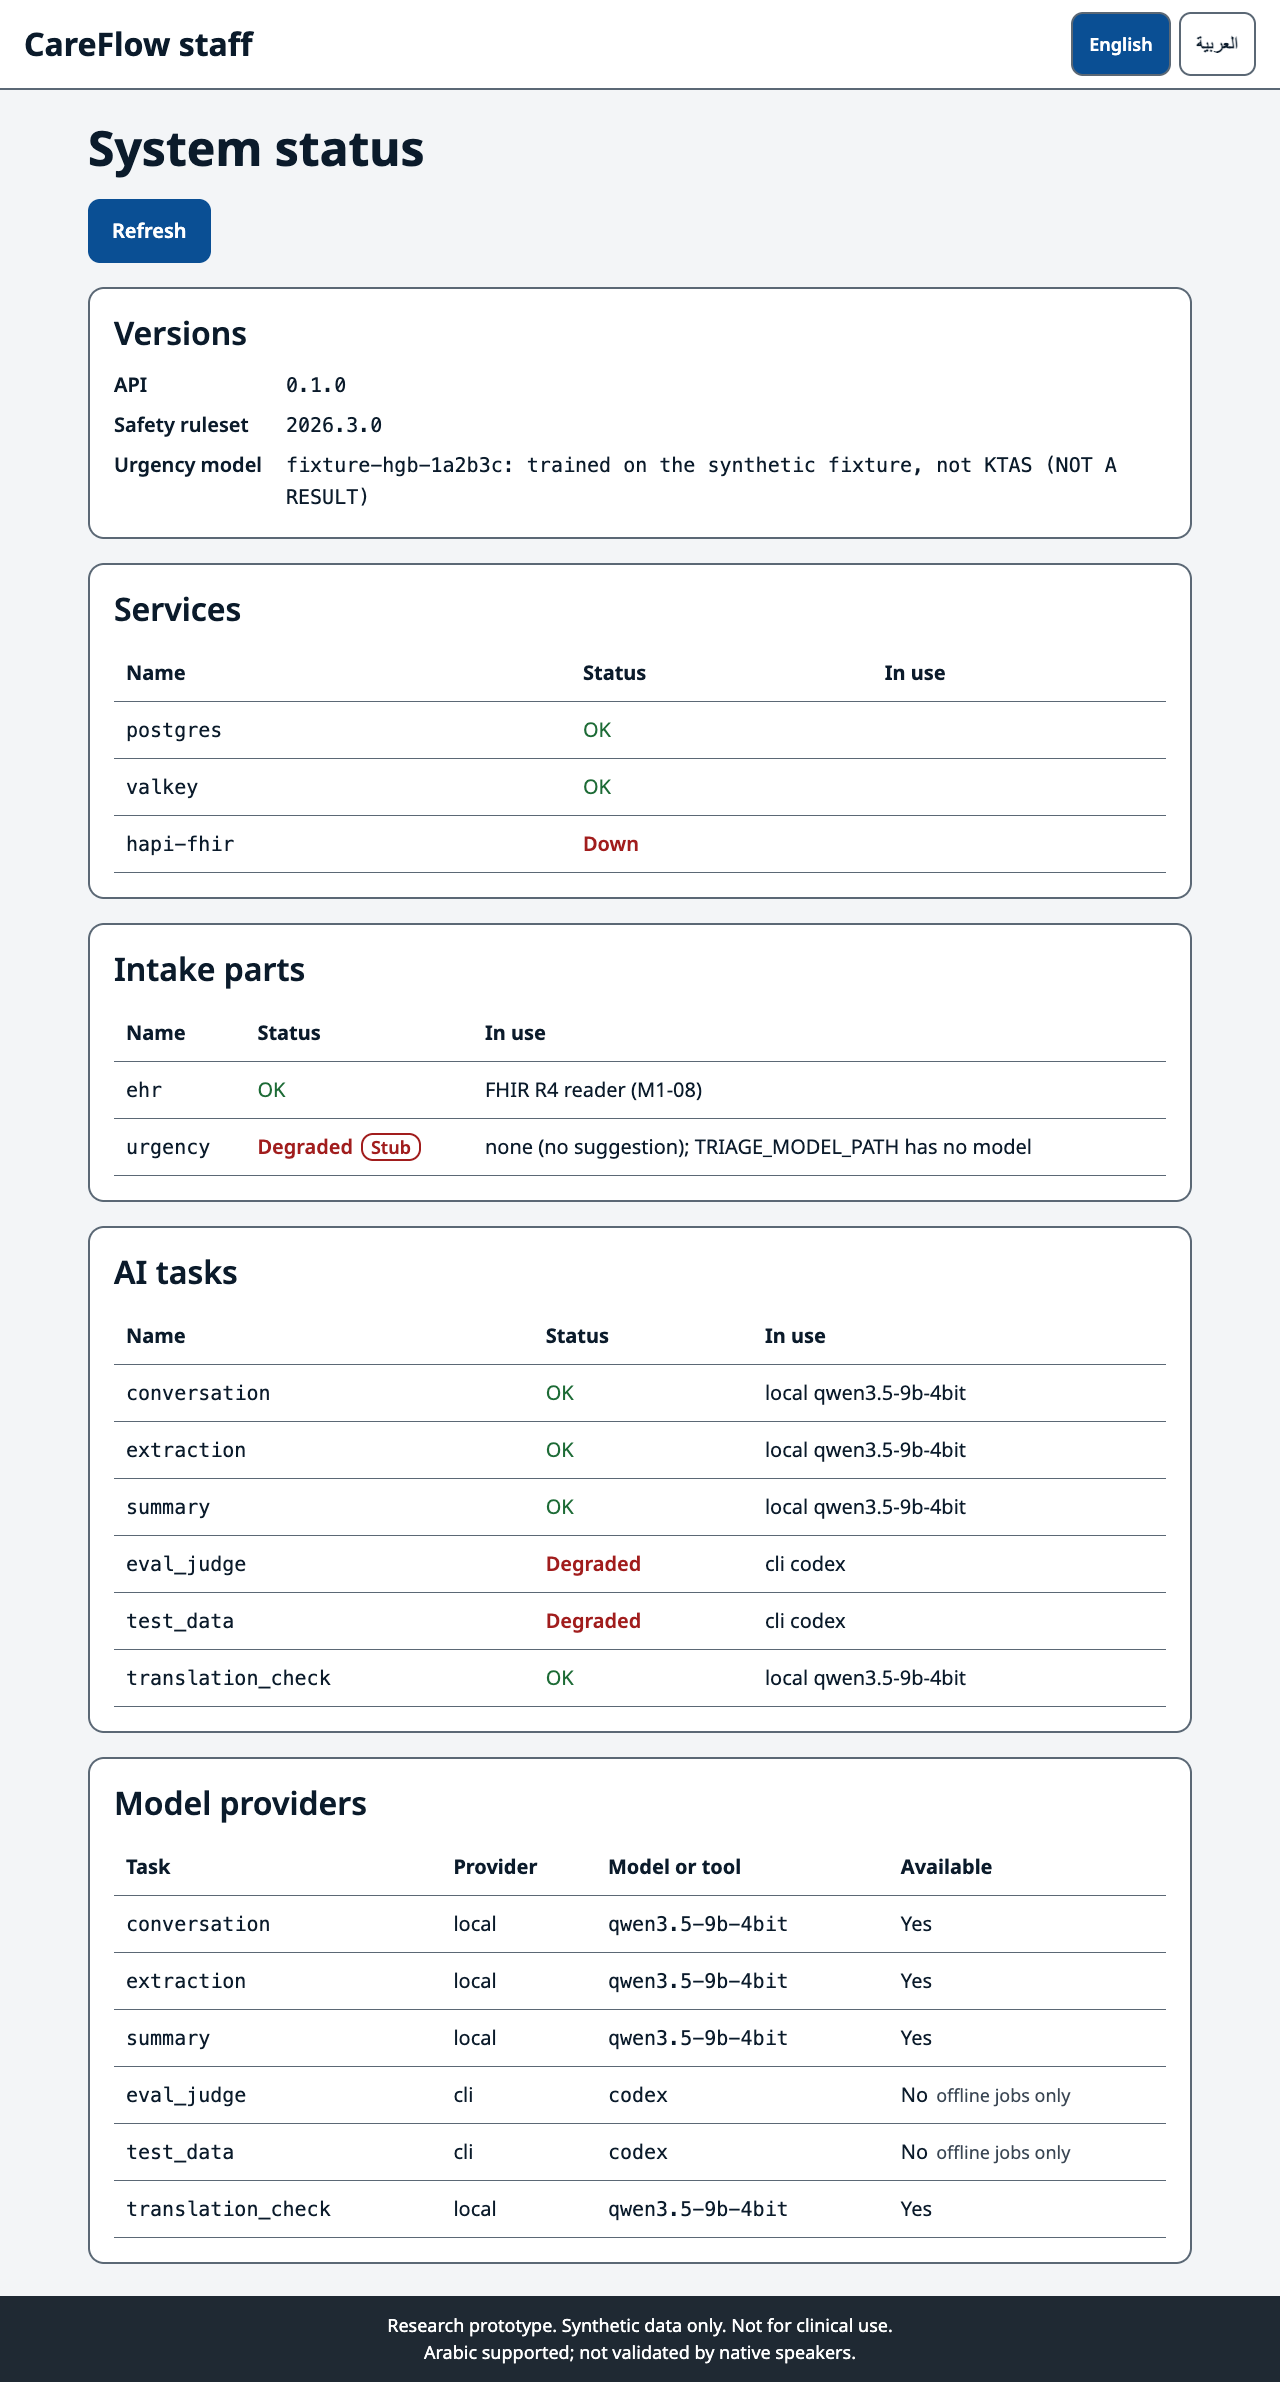 CareFlow staff
English
العربية
System status
Refresh
Versions
API 0.1.0
Safety ruleset 2026.3.0
Urgency model fixture-hgb-1a2b3c: trained on the synthetic fixture, not KTAS (NOT A
RESULT)
Services
Name Status In use
postgres OK
valkey OK
hapi-fhir Down
Intake parts
Name Status In use
ehr OK FHIR R4 reader (M1-08)
urgency Degraded Stub none (no suggestion); TRIAGE_MODEL_PATH has no model
AI tasks
Name Status In use
conversation OK local qwen3.5-9b-4bit
extraction OK local qwen3.5-9b-4bit
summary OK local qwen3.5-9b-4bit
eval_judge Degraded cli codex
test_data Degraded cli codex
translation_check OK local qwen3.5-9b-4bit
Model providers
Task Provider Model or tool Available
conversation local qwen3.5-9b-4bit Yes
extraction local qwen3.5-9b-4bit Yes
summary local qwen3.5-9b-4bit Yes
eval_judge cli codex No offline jobs only
test_data cli codex No offline jobs only
translation_check local qwen3.5-9b-4bit Yes
Research prototype. Synthetic data only. Not for clinical use.
Arabic supported; not validated by native speakers.